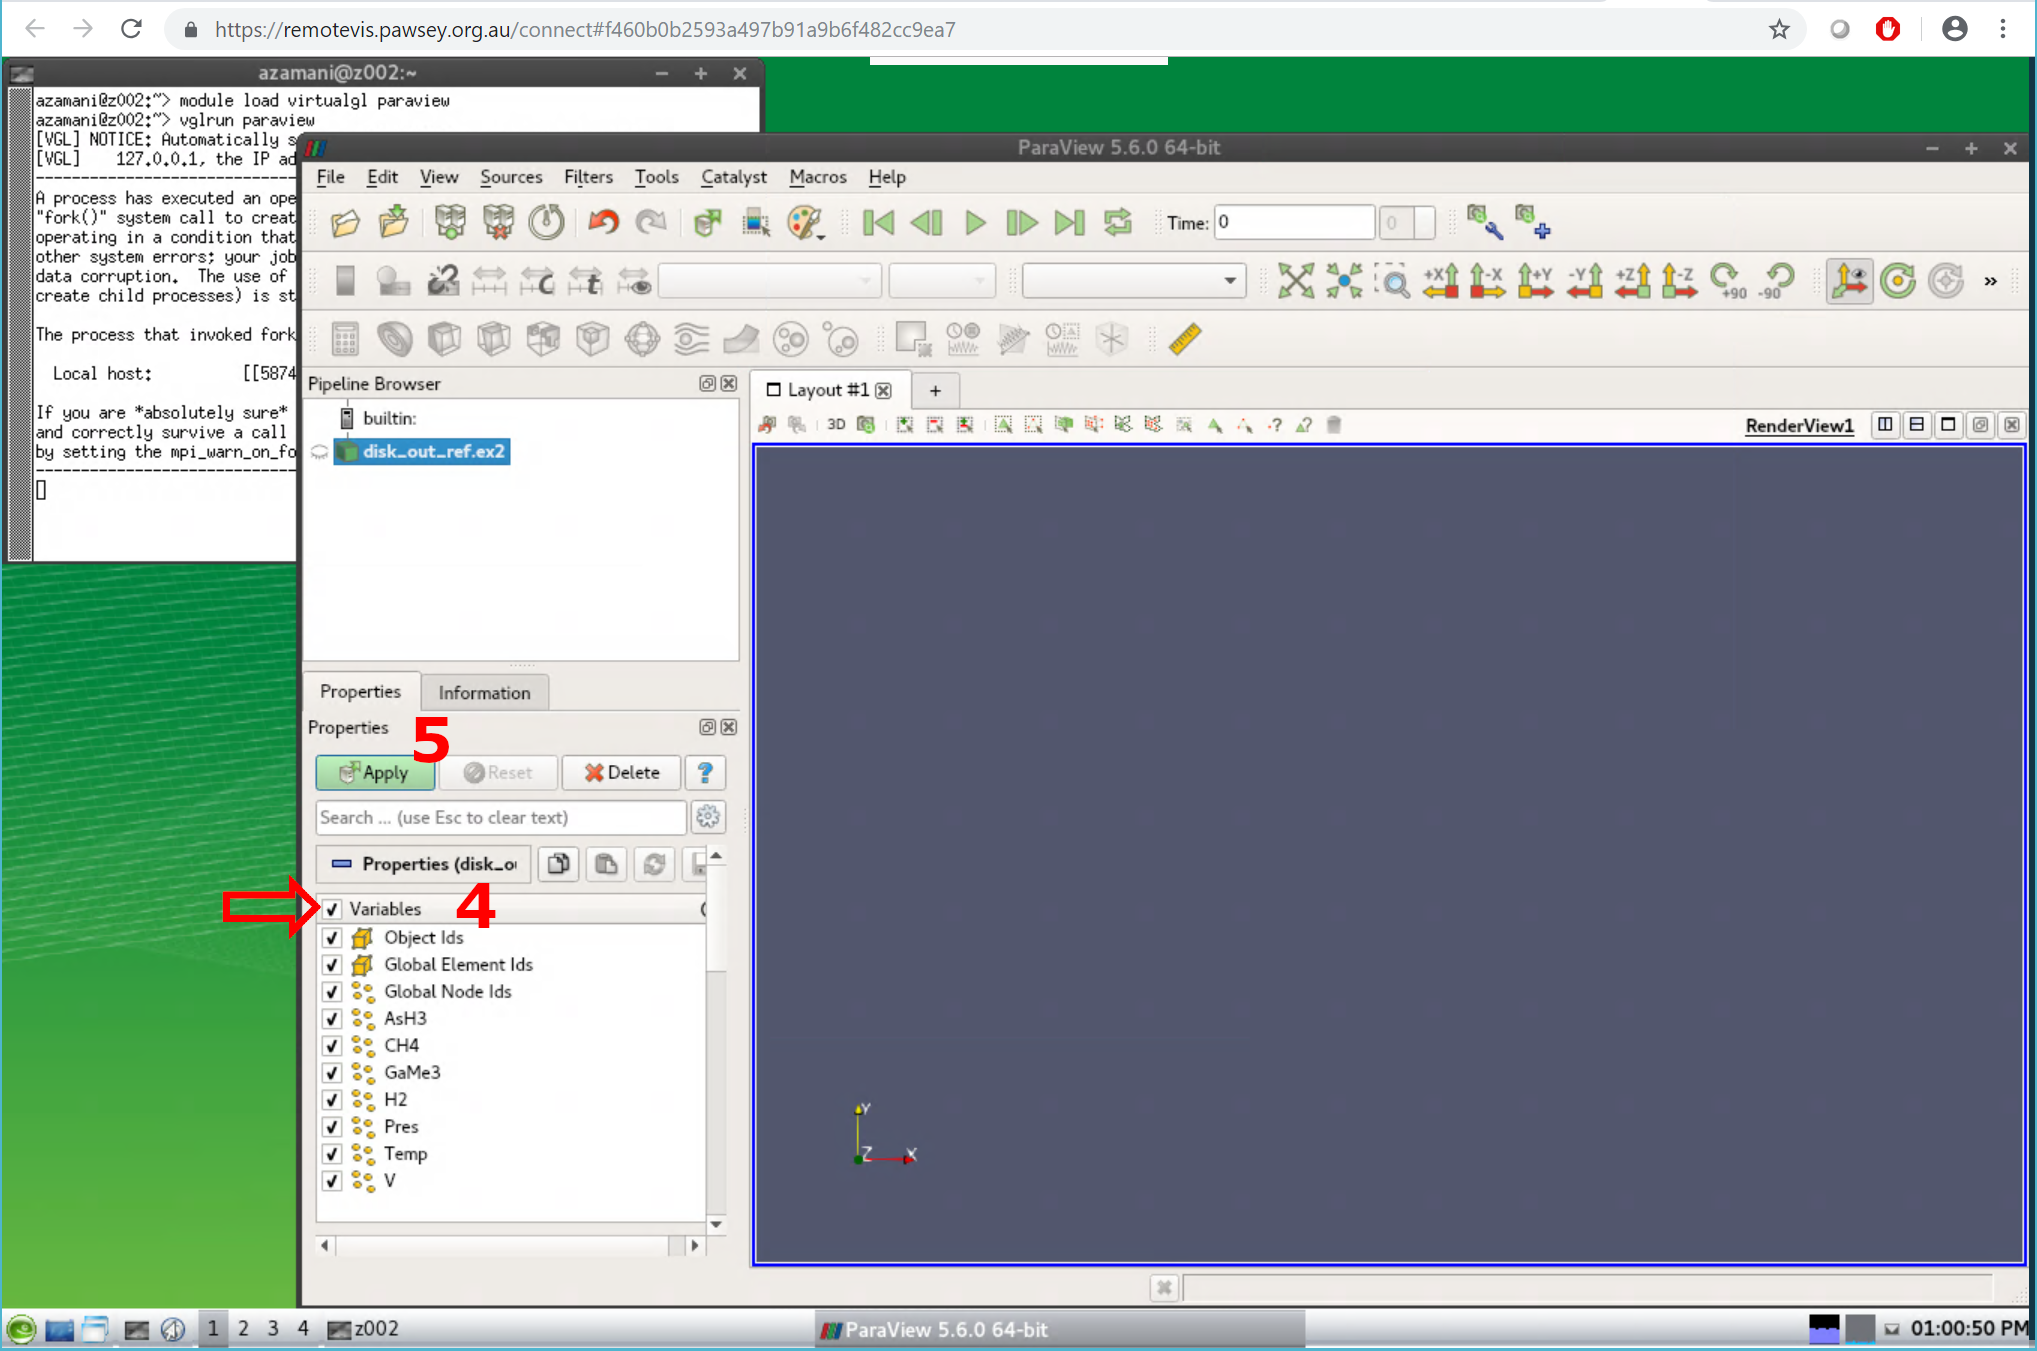 https://remotevis.pawsey.org.au/connect#f460b0b2593a497b91a9b6f482cc9ea7
azamani@z002:~
azamani@z002:~> module load virtualgl paraview
azamani@z002:~> vglrun paraview
[VGL] NOTICE: Automatically s
[VGL]    127.0.0.1, the IP ad
A process has executed an ope
"fork()" system call to creat
operating in a condition that
other system errors; your job
data corruption.  The use of
create child processes) is st
The process that invoked fork
Local host:          [[5874
If you are *absolutely sure*
and correctly survive a call
by setting the mpi_warn_on_fo
ParaView 5.6.0 64-bit
File Edit View Sources Filters Tools Catalyst Macros Help
Time: 0 0
+X -X +Y -Y +Z -Z +90 -90 »
Pipeline Browser
builtin:
disk_out_ref.ex2
Layout #1 +
3D RenderView1
Properties Information
Properties
5
Apply Reset Delete ?
Search ... (use Esc to clear text)
Properties (disk_o
Variables
4
Object Ids
Global Element Ids
Global Node Ids
AsH3
CH4
GaMe3
H2
Pres
Temp
V
Y
Z X
1 2 3 4 z002 ParaView 5.6.0 64-bit 01:00:50 PM